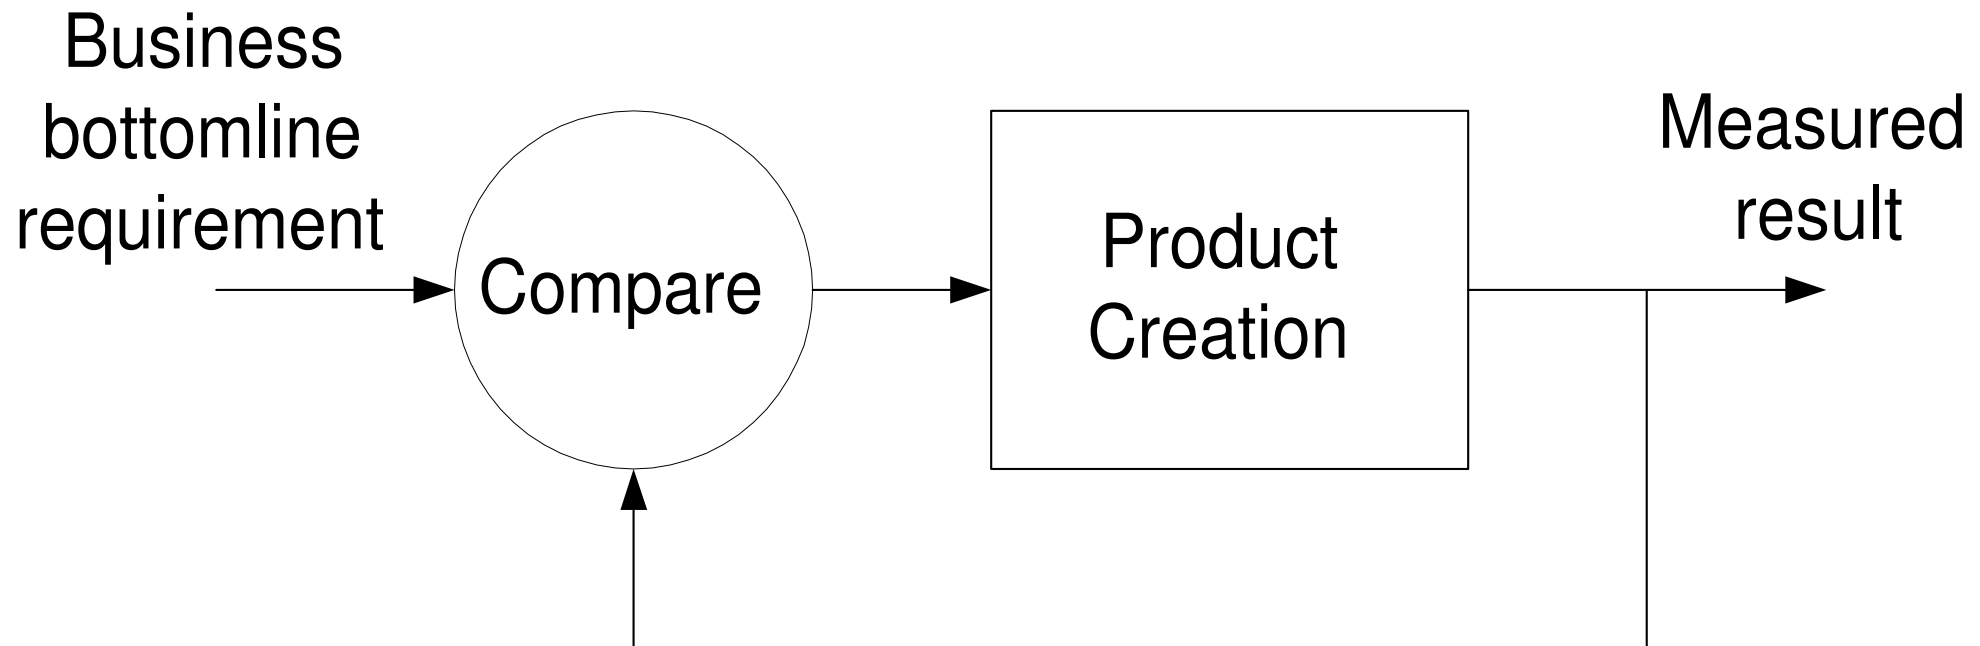 Business
bottomline
requirement
Compare
Product
Creation
Measured
result